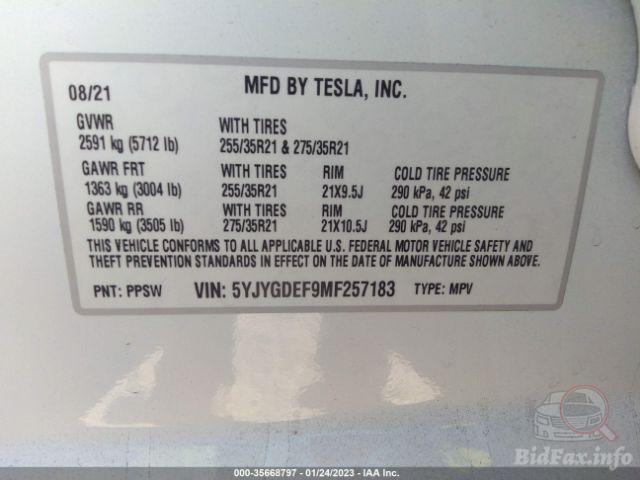 08/21 MFD BY TESLA, INC.
GVWR WITH TIRES
2591 kg (5712 lb) 255/35R21 & 275/35R21
GAWR FRT WITH TIRES RIM COLD TIRE PRESSURE
1363 kg (3004 lb) 255/35R21 21X9.5J 290 kPa, 42 psi
GAWR RR WITH TIRES RIM COLD TIRE PRESSURE
1590 kg (3505 lb) 275/35R21 21X10.5J 290 kPa, 42 psi
THIS VEHICLE CONFORMS TO ALL APPLICABLE U.S. FEDERAL MOTOR VEHICLE SAFETY AND
THEFT PREVENTION STANDARDS IN EFFECT ON THE DATE OF MANUFACTURE SHOWN ABOVE.
PNT: PPSW VIN: 5YJYGDEF9MF257183 TYPE: MPV
BidFax.info
000-35668797 - 01/24/2023 - IAA Inc.